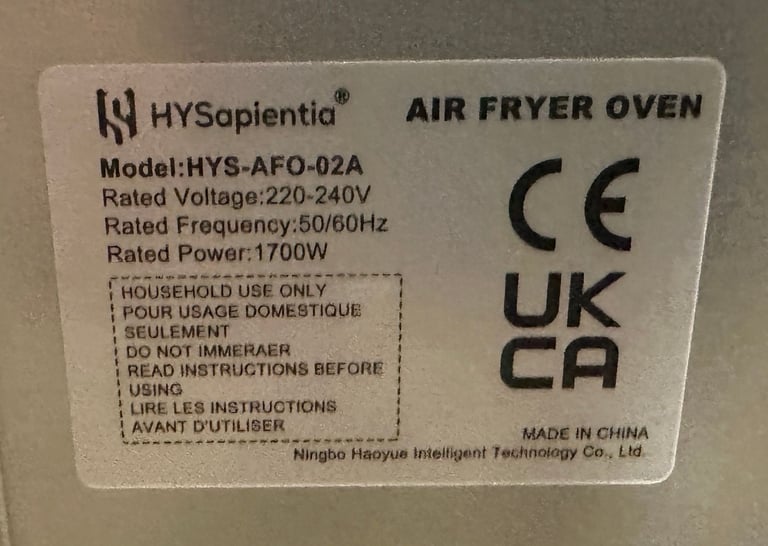 HYSapientia®
AIR FRYER OVEN
Model:HYS-AFO-02A
Rated Voltage:220-240V
Rated Frequency:50/60Hz
Rated Power:1700W
HOUSEHOLD USE ONLY
POUR USAGE DOMESTIQUE
SEULEMENT
DO NOT IMMERAER
READ INSTRUCTIONS BEFORE
USING
LIRE LES INSTRUCTIONS
AVANT D'UTILISER
CE
UK
CA
MADE IN CHINA
Ningbo Haoyue Intelligent Technology Co., Ltd.